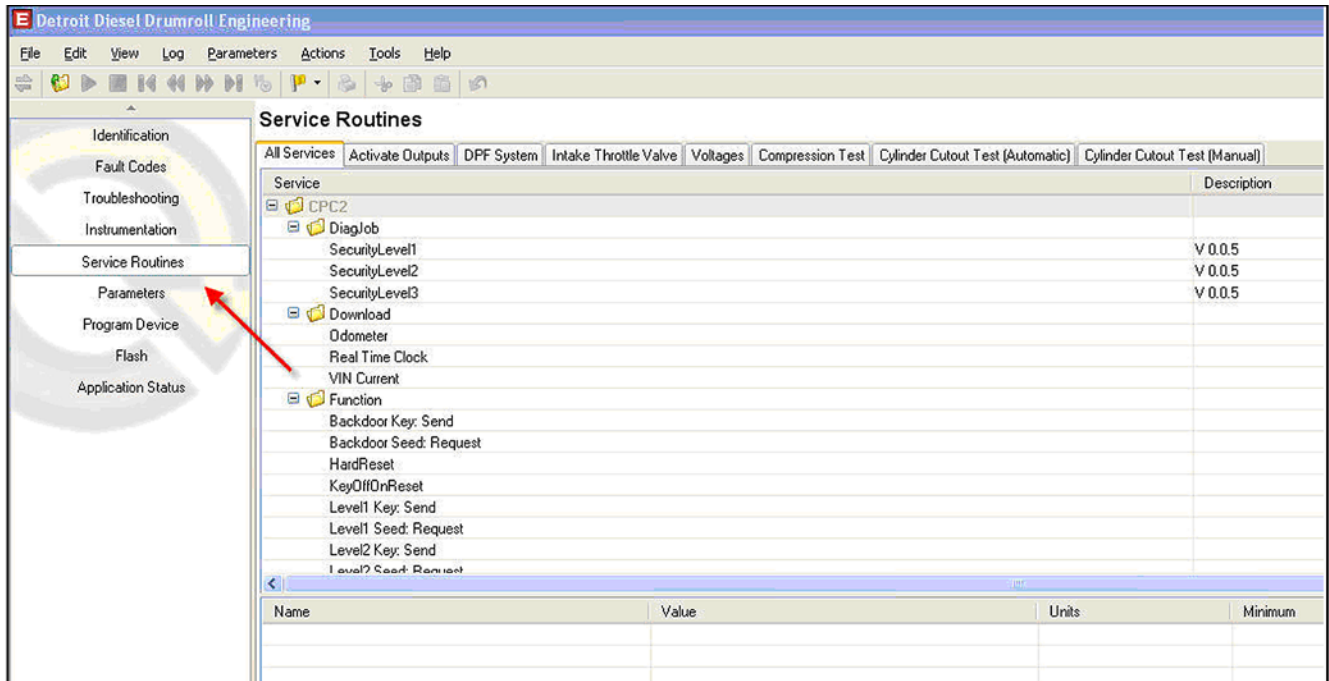 E Detroit Diesel Drumroll Engineering
File Edit View Log Parameters Actions Tools Help
Identification
Fault Codes
Troubleshooting
Instrumentation
Service Routines
Parameters
Program Device
Flash
Application Status
Service Routines
All Services Activate Outputs DPF System Intake Throttle Valve Voltages Compression Test Cylinder Cutout Test (Automatic) Cylinder Cutout Test (Manual)
Service Description
CPC2
DiagJob
SecurityLevel1 V 0.0.5
SecurityLevel2 V 0.0.5
SecurityLevel3 V 0.0.5
Download
Odometer
Real Time Clock
VIN Current
Function
Backdoor Key: Send
Backdoor Seed: Request
HardReset
KeyOffOnReset
Level1 Key: Send
Level1 Seed: Request
Level2 Key: Send
Level2 Seed: Request
Name Value Units Minimum